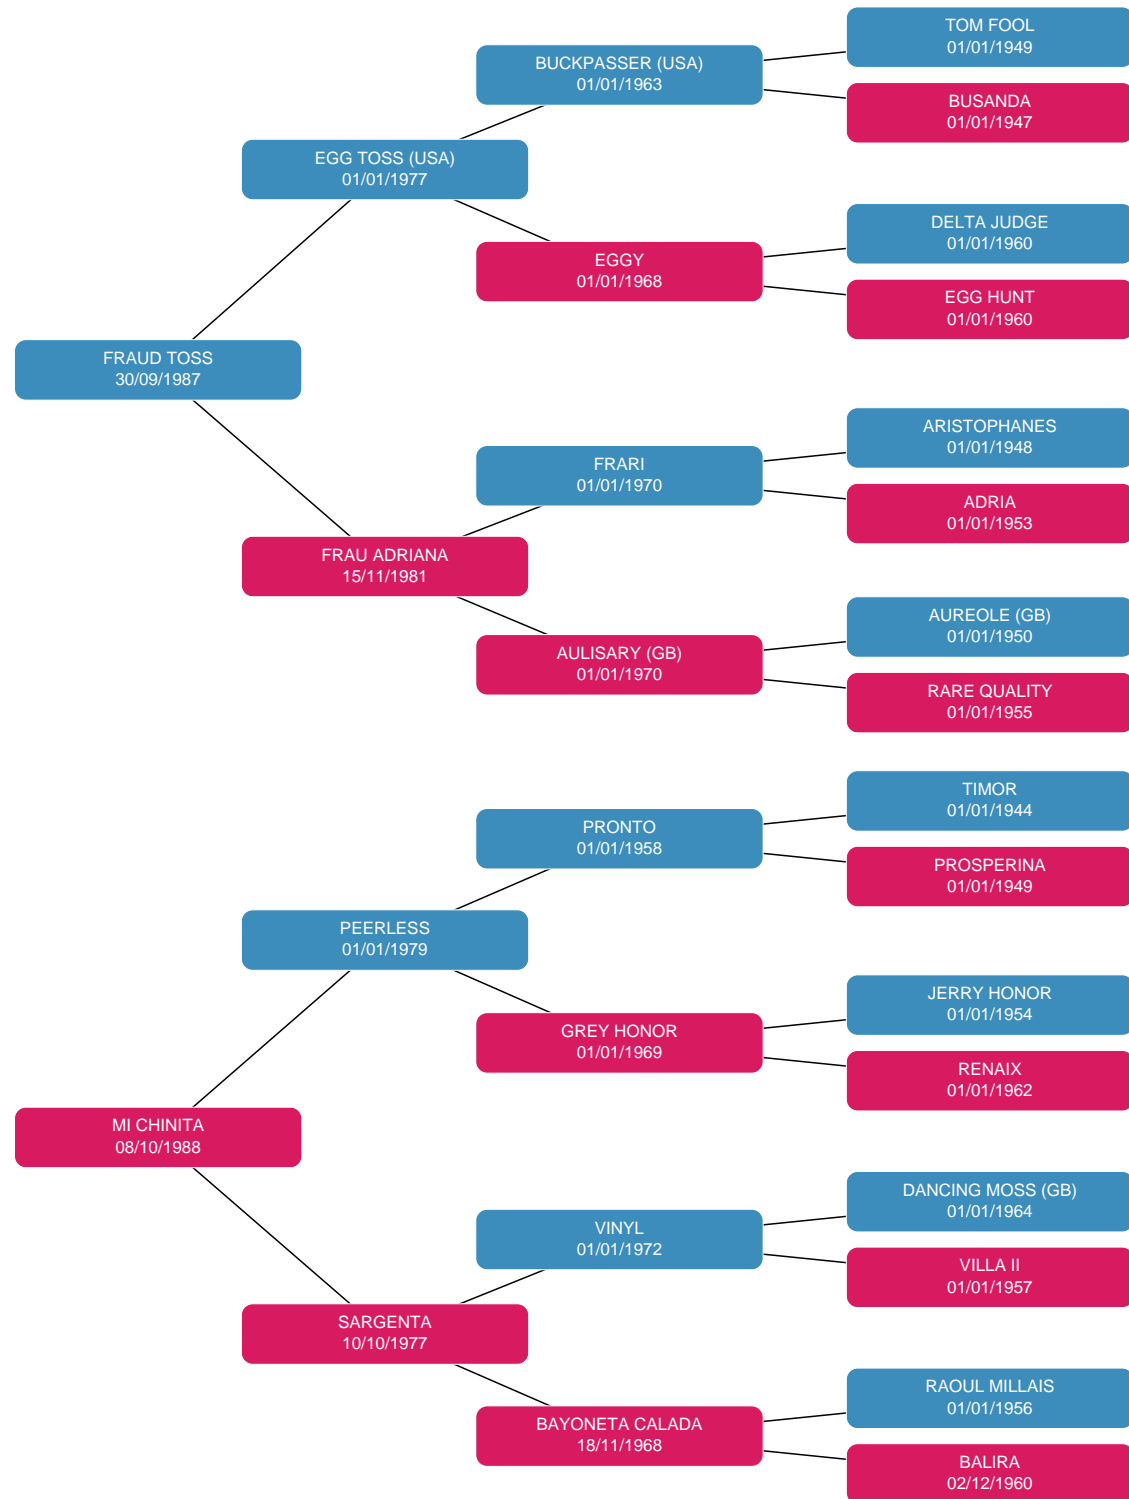 TOM FOOL
01/01/1949
BUCKPASSER (USA)
01/01/1963
BUSANDA
01/01/1947
EGG TOSS (USA)
01/01/1977
DELTA JUDGE
01/01/1960
EGGY
01/01/1968
EGG HUNT
01/01/1960
FRAUD TOSS
30/09/1987
ARISTOPHANES
01/01/1948
FRARI
01/01/1970
ADRIA
01/01/1953
FRAU ADRIANA
15/11/1981
AUREOLE (GB)
01/01/1950
AULISARY (GB)
01/01/1970
RARE QUALITY
01/01/1955
TIMOR
01/01/1944
PRONTO
01/01/1958
PROSPERINA
01/01/1949
PEERLESS
01/01/1979
JERRY HONOR
01/01/1954
GREY HONOR
01/01/1969
RENAIX
01/01/1962
MI CHINITA
08/10/1988
DANCING MOSS (GB)
01/01/1964
VINYL
01/01/1972
VILLA II
01/01/1957
SARGENTA
10/10/1977
RAOUL MILLAIS
01/01/1956
BAYONETA CALADA
18/11/1968
BALIRA
02/12/1960